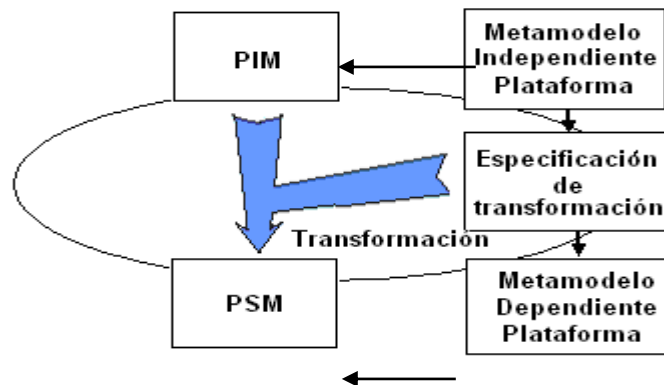 PIM
Metamodelo
Independiente
Plataforma
Especificación
de
transformación
Transformación
PSM
Metamodelo
Dependiente
Plataforma